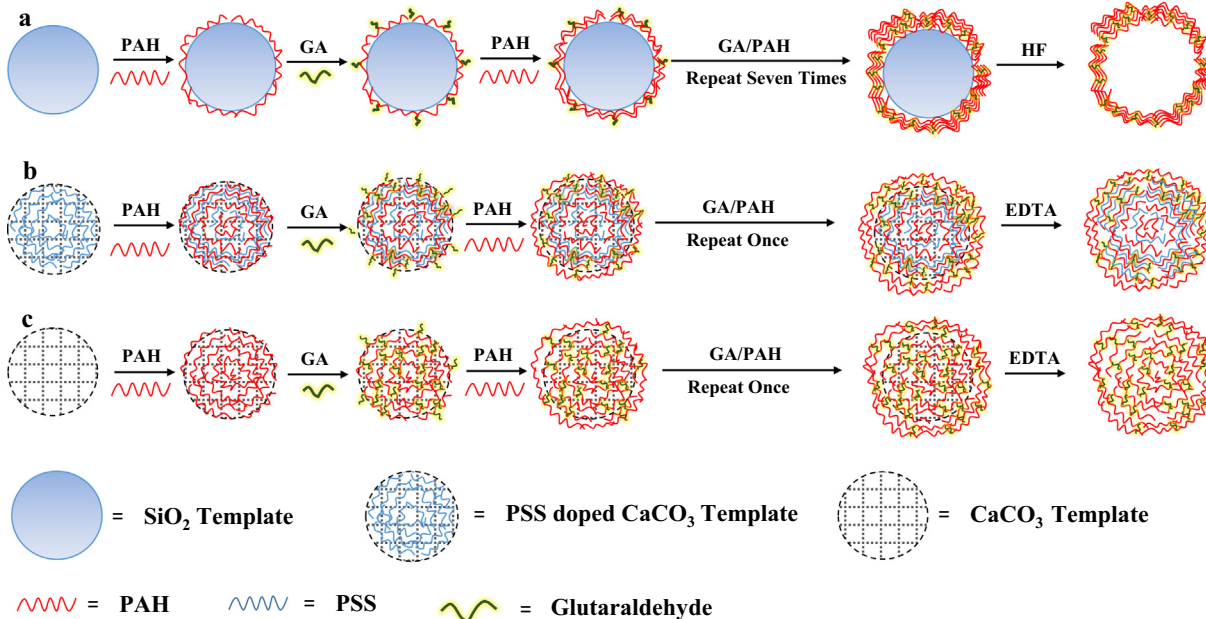 a
PAH GA PAH GA/PAH Repeat Seven Times HF
b
PAH GA PAH GA/PAH Repeat Once EDTA
c
PAH GA PAH GA/PAH Repeat Once EDTA
= SiO₂ Template = PSS doped CaCO₃ Template = CaCO₃ Template
= PAH = PSS = Glutaraldehyde